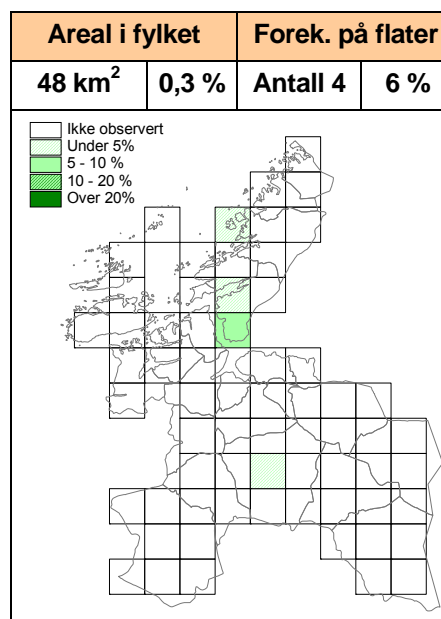 Areal i fylket Forek. på flater
48 km² 0,3 % Antall 4 6 %
Ikke observert
Under 5%
5 - 10 %
10 - 20 %
Over 20%